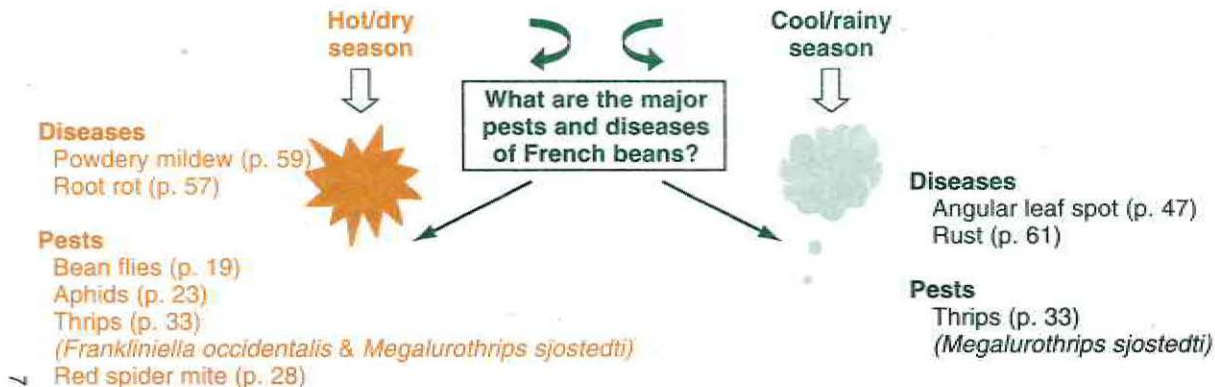 Hot/dry
season
Diseases
Powdery mildew (p. 59)
Root rot (p. 57)
Pests
Bean flies (p. 19)
Aphids (p. 23)
Thrips (p. 33)
(Frankliniella occidentalis & Megalurothrips sjostedti)
Red spider mite (p. 28)
What are the major
pests and diseases
of French beans?
Cool/rainy
season
Diseases
Angular leaf spot (p. 47)
Rust (p. 61)
Pests
Thrips (p. 33)
(Megalurothrips sjostedti)
7